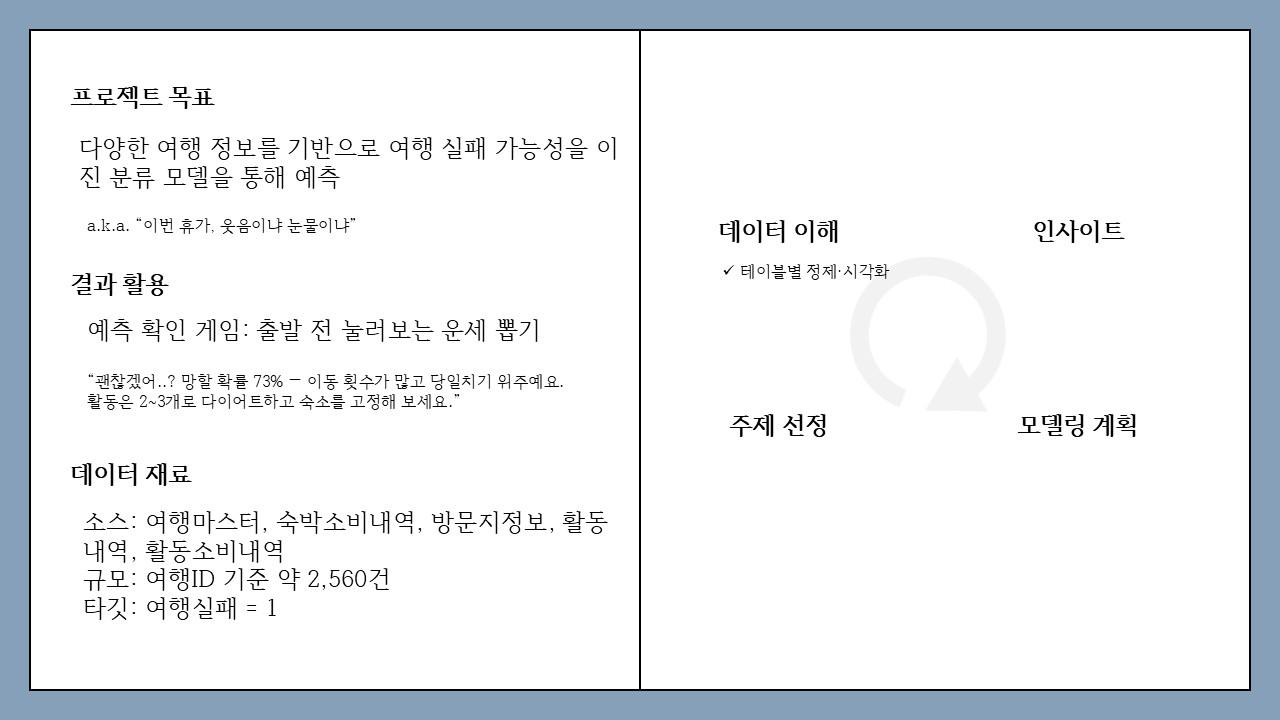 프로젝트 목표
다양한 여행 정보를 기반으로 여행 실패 가능성을 이
진 분류 모델을 통해 예측
a.k.a. “이번 휴가, 웃음이냐 눈물이냐”
결과 활용
예측 확인 게임: 출발 전 눌러보는 운세 뽑기
“괜찮겠어..? 망할 확률 73% — 이동 횟수가 많고 당일치기 위주예요.
활동은 2~3개로 다이어트하고 숙소를 고정해 보세요.”
데이터 재료
소스: 여행마스터, 숙박소비내역, 방문지정보, 활동
내역, 활동소비내역
규모: 여행ID 기준 약 2,560건
타깃: 여행실패 = 1
데이터 이해
✓ 테이블별 정제·시각화
인사이트
주제 선정
모델링 계획